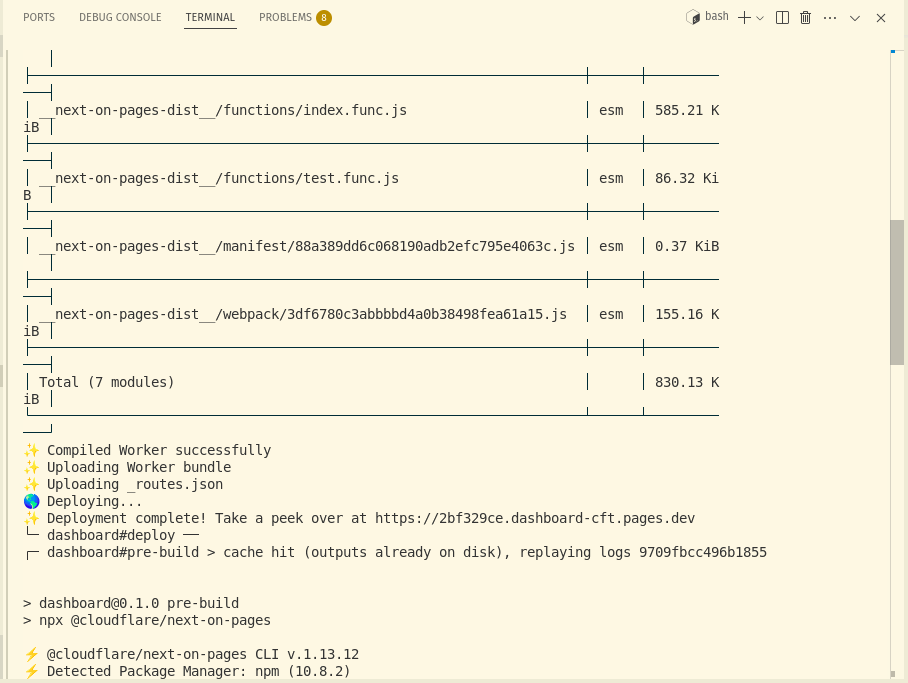 PORTS DEBUG CONSOLE TERMINAL PROBLEMS 8 bash
__next-on-pages-dist__/functions/index.func.js esm 585.21 K
iB
__next-on-pages-dist__/functions/test.func.js esm 86.32 Ki
B
__next-on-pages-dist__/manifest/88a389dd6c068190adb2efc795e4063c.js esm 0.37 KiB
__next-on-pages-dist__/webpack/3df6780c3abbbbd4a0b38498fea61a15.js esm 155.16 K
iB
Total (7 modules) 830.13 K
iB
✨ Compiled Worker successfully
✨ Uploading Worker bundle
✨ Uploading _routes.json
🌎 Deploying...
✨ Deployment complete! Take a peek over at https://2bf329ce.dashboard-cft.pages.dev
└─ dashboard#deploy ──
┌─ dashboard#pre-build > cache hit (outputs already on disk), replaying logs 9709fbcc496b1855
> dashboard@0.1.0 pre-build
> npx @cloudflare/next-on-pages
⚡ @cloudflare/next-on-pages CLI v.1.13.12
⚡ Detected Package Manager: npm (10.8.2)